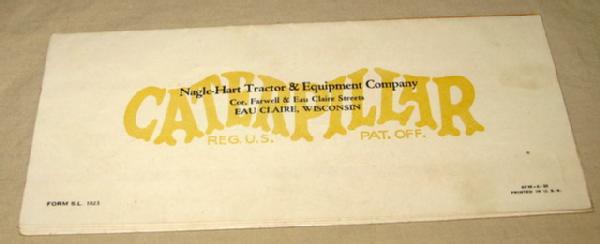 Nagle-Hart Tractor & Equipment Company
Cor. Farwell & Eau Claire Streets
EAU CLAIRE, WISCONSIN
CATERPILLAR
REG. U.S. PAT. OFF.
FORM S.L. 1523
PRINTED IN U. S. A.